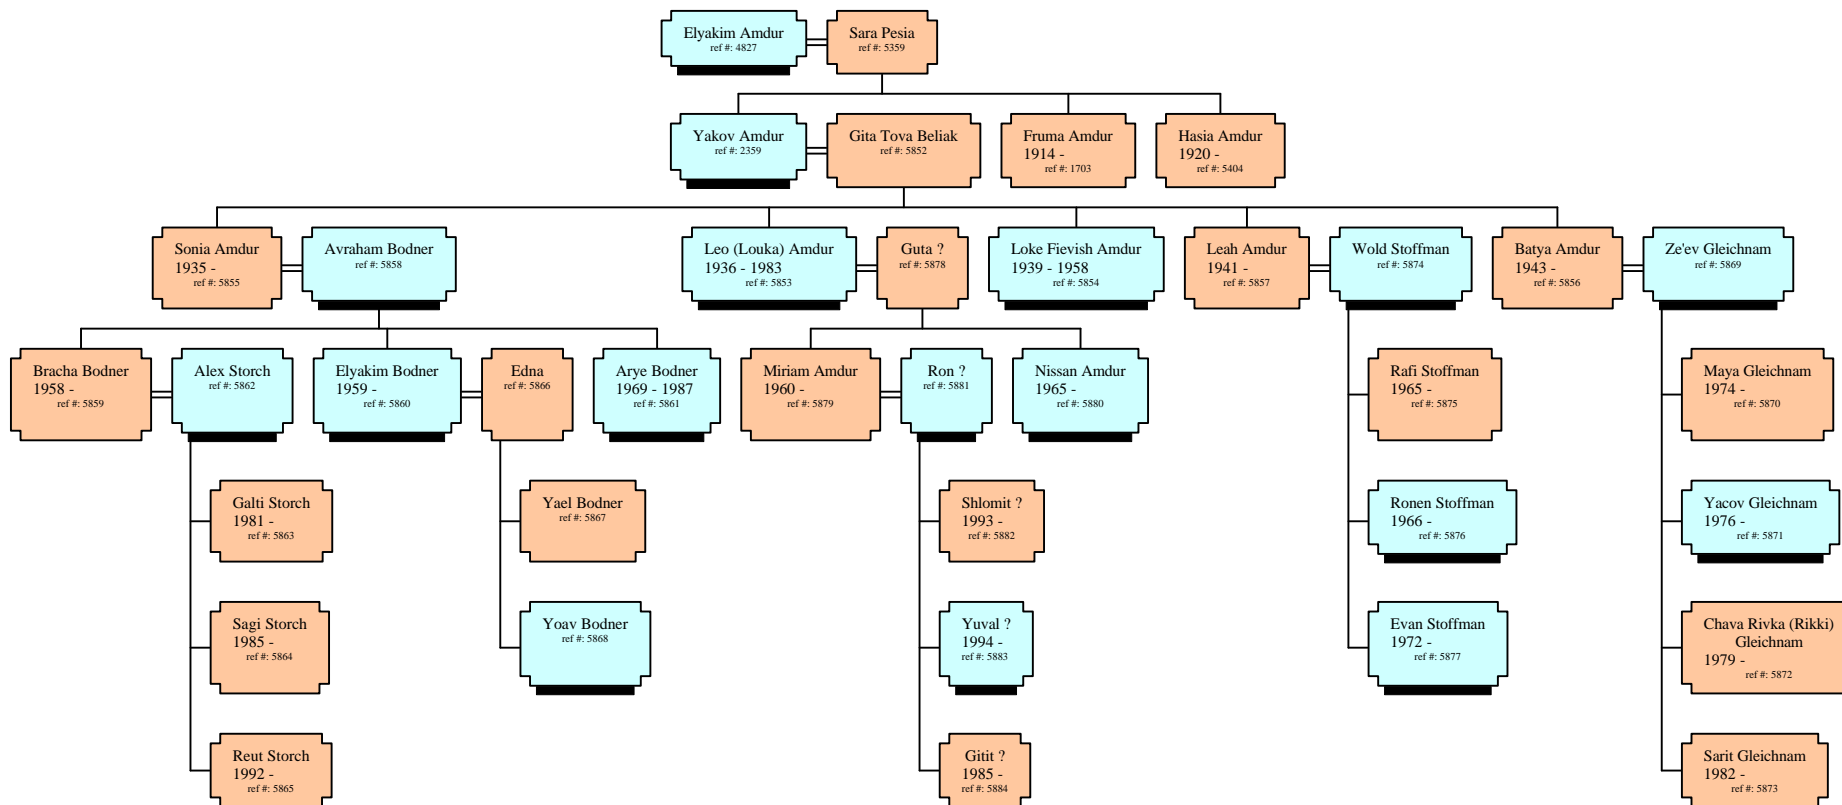 Elyakim Amdur
ref #: 4827
Sara Pesia
ref #: 5359
Yakov Amdur
ref #: 2359
Gita Tova Beliak
ref #: 5852
Fruma Amdur
1914 -
ref #: 1703
Hasia Amdur
1920 -
ref #: 5404
Sonia Amdur
1935 -
ref #: 5855
Avraham Bodner
ref #: 5858
Leo (Louka) Amdur
1936 - 1983
ref #: 5853
Guta ?
ref #: 5878
Loke Fievish Amdur
1939 - 1958
ref #: 5854
Leah Amdur
1941 -
ref #: 5857
Wold Stoffman
ref #: 5874
Batya Amdur
1943 -
ref #: 5856
Ze'ev Gleichnam
ref #: 5869
Bracha Bodner
1958 -
ref #: 5859
Alex Storch
ref #: 5862
Elyakim Bodner
1959 -
ref #: 5860
Edna
ref #: 5866
Arye Bodner
1969 - 1987
ref #: 5861
Miriam Amdur
1960 -
ref #: 5879
Ron ?
ref #: 5881
Nissan Amdur
1965 -
ref #: 5880
Rafi Stoffman
1965 -
ref #: 5875
Maya Gleichnam
1974 -
ref #: 5870
Galti Storch
1981 -
ref #: 5863
Yael Bodner
ref #: 5867
Shlomit ?
1993 -
ref #: 5882
Ronen Stoffman
1966 -
ref #: 5876
Yacov Gleichnam
1976 -
ref #: 5871
Sagi Storch
1985 -
ref #: 5864
Yoav Bodner
ref #: 5868
Yuval ?
1994 -
ref #: 5883
Evan Stoffman
1972 -
ref #: 5877
Chava Rivka (Rikki)
Gleichnam
1979 -
ref #: 5872
Reut Storch
1992 -
ref #: 5865
Gitit ?
1985 -
ref #: 5884
Sarit Gleichnam
1982 -
ref #: 5873